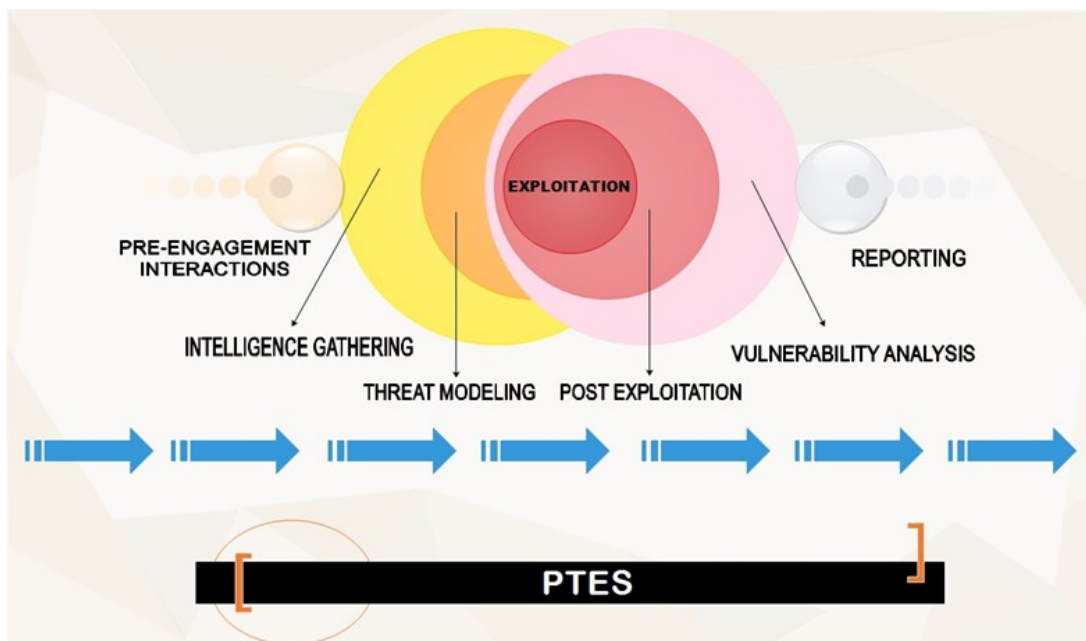 EXPLOITATION
PRE-ENGAGEMENT
INTERACTIONS
REPORTING
INTELLIGENCE GATHERING
VULNERABILITY ANALYSIS
THREAT MODELING
POST EXPLOITATION
PTES